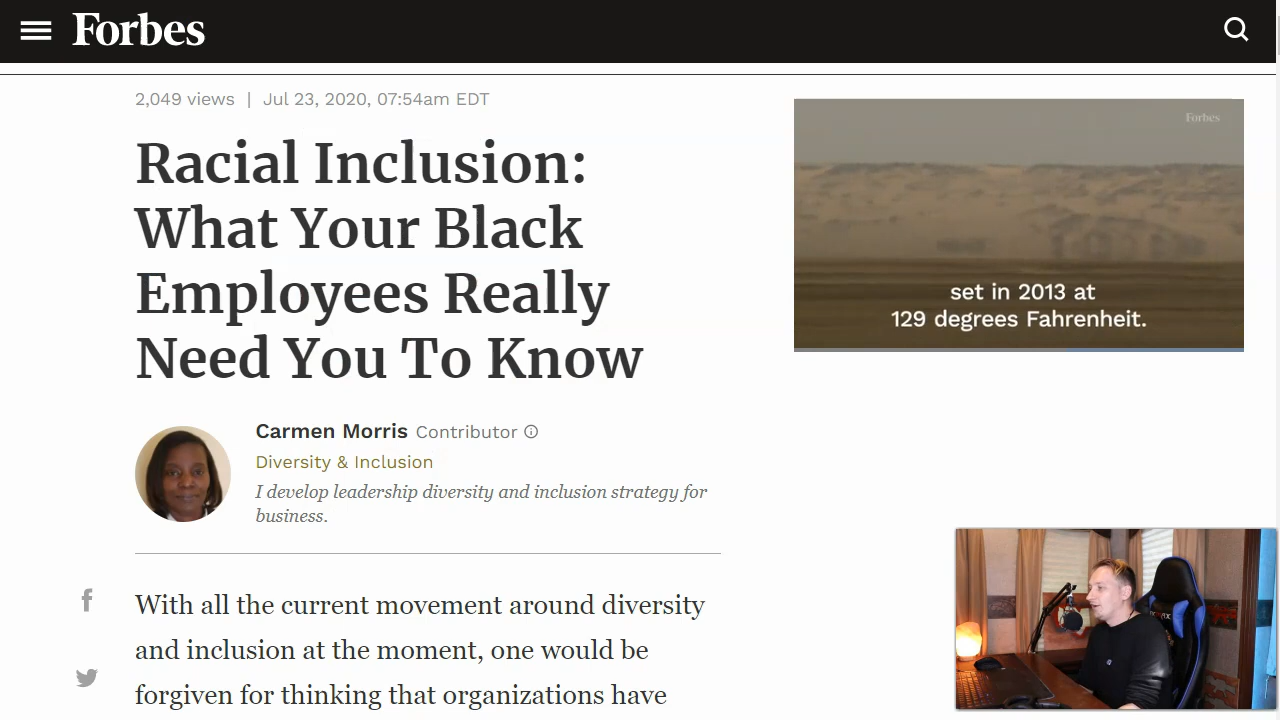 Forbes
2,049 views | Jul 23, 2020, 07:54am EDT
Racial Inclusion:
What Your Black
Employees Really
Need You To Know
Carmen Morris Contributor
Diversity & Inclusion
I develop leadership diversity and inclusion strategy for
business.
With all the current movement around diversity
and inclusion at the moment, one would be
forgiven for thinking that organizations have
Forbes
set in 2013 at
129 degrees Fahrenheit.